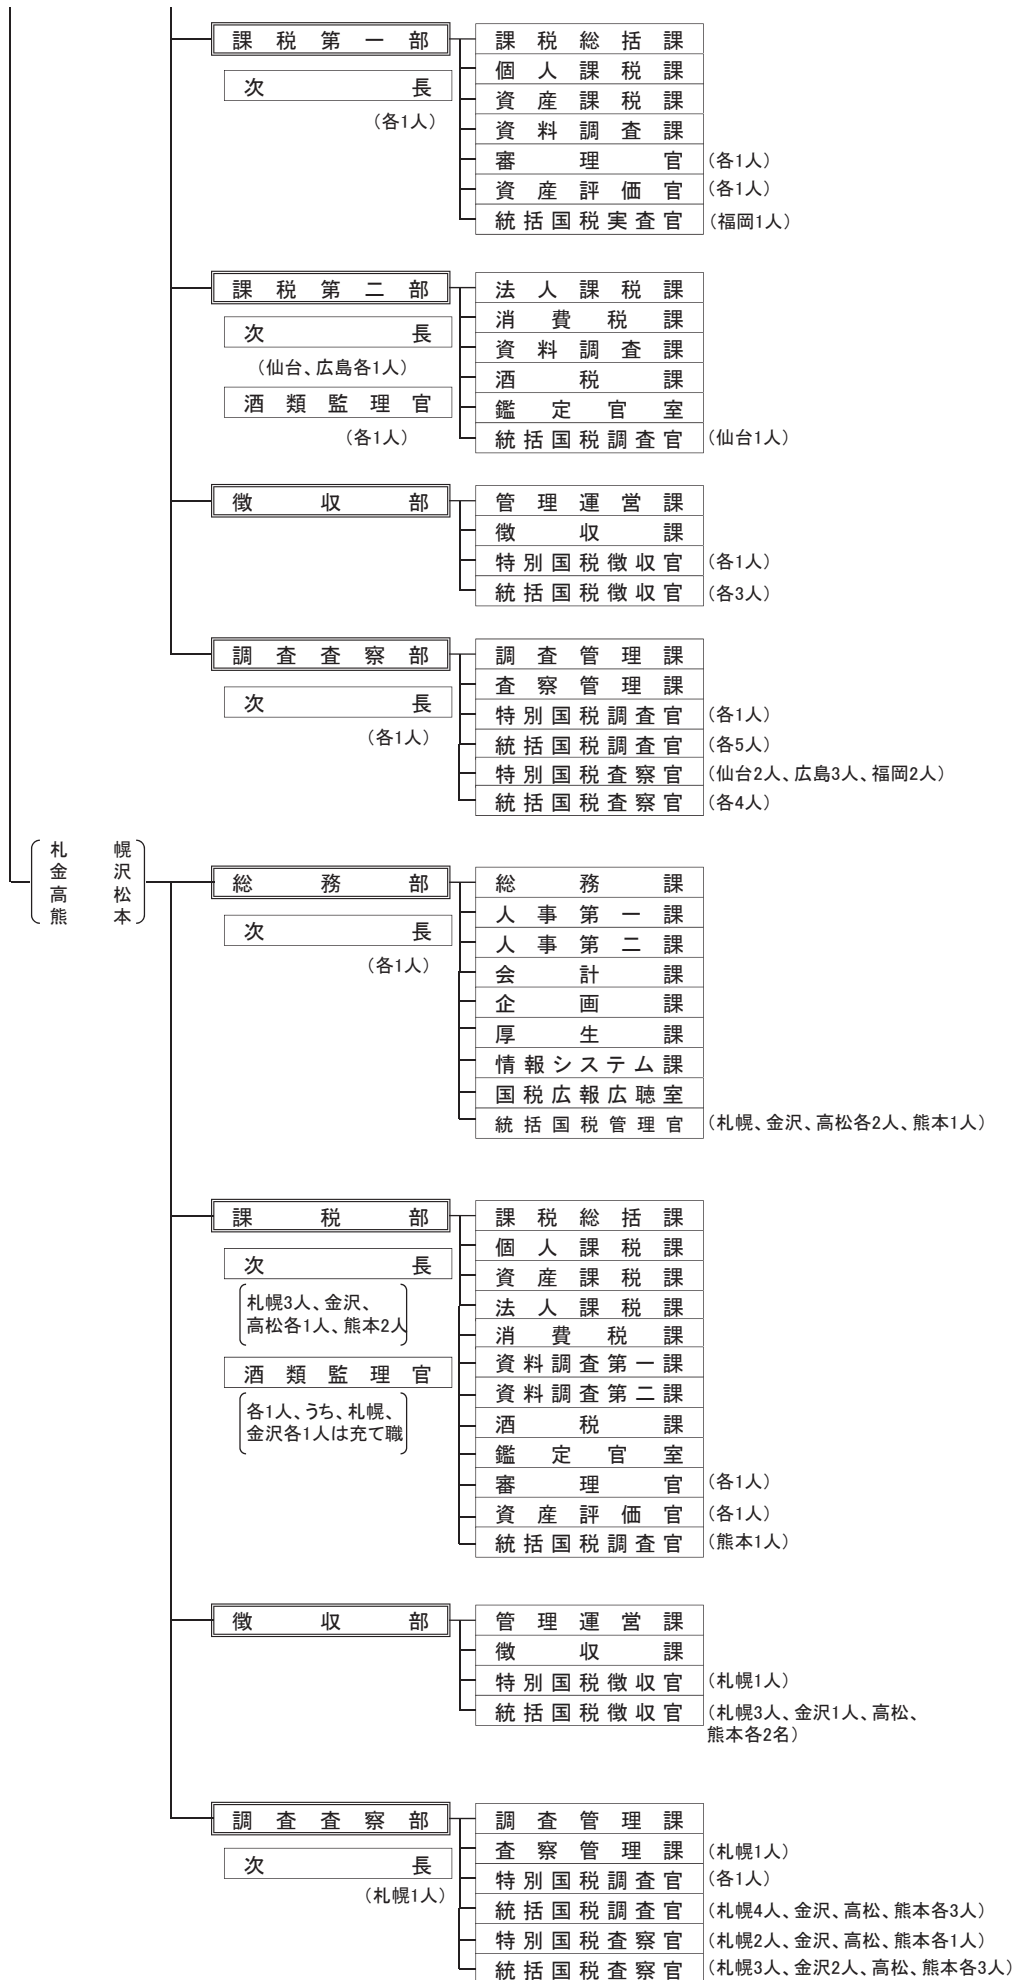 課税第一部
次長
（各1人）
課税総括課
個人課税課
資産課税課
資料調査課
審理官（各1人）
資産評価官（各1人）
統括国税実査官（福岡1人）
課税第二部
次長
（仙台、広島各1人）
酒類監理官
（各1人）
法人課税課
消費税課
資料調査課
酒税課
鑑定官室
統括国税調査官（仙台1人）
徴収部
管理運営課
徴収課
特別国税徴収官（各1人）
統括国税徴収官（各3人）
調査査察部
次長
（各1人）
調査管理課
査察管理課
特別国税調査官（各1人）
統括国税調査官（各5人）
特別国税査察官（仙台2人、広島3人、福岡2人）
統括国税査察官（各4人）
札幌
金沢
高松
熊本
総務部
次長
（各1人）
総務課
人事第一課
人事第二課
会計課
企画課
厚生課
情報システム課
国税広報広聴室
統括国税管理官（札幌、金沢、高松各2人、熊本1人）
課税部
次長
札幌3人、金沢、
高松各1人、熊本2人
酒類監理官
各1人、うち、札幌、
金沢各1人は充て職
課税総括課
個人課税課
資産課税課
法人課税課
消費税課
資料調査第一課
資料調査第二課
酒税課
鑑定官室
審理官（各1人）
資産評価官（各1人）
統括国税調査官（熊本1人）
徴収部
管理運営課
徴収課
特別国税徴収官（札幌1人）
統括国税徴収官（札幌3人、金沢1人、高松、
熊本各2名）
調査査察部
次長
（札幌1人）
調査管理課
査察管理課（札幌1人）
特別国税調査官（各1人）
統括国税調査官（札幌4人、金沢、高松、熊本各3人）
特別国税査察官（札幌2人、金沢、高松、熊本各1人）
統括国税査察官（札幌3人、金沢2人、高松、熊本各3人）